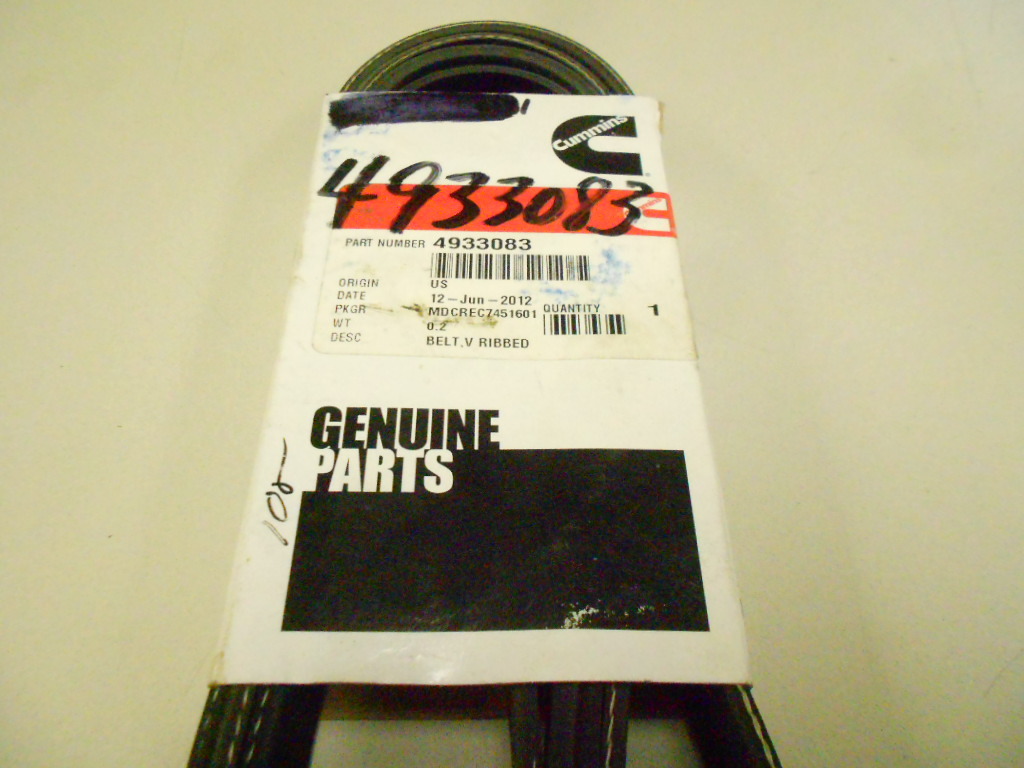 Cummins
4933083
PART NUMBER 4933083
ORIGIN US
DATE 12-Jun-2012
PKGR MDCREC7451601 QUANTITY 1
WT 0.2
DESC BELT,V RIBBED
GENUINE
PARTS